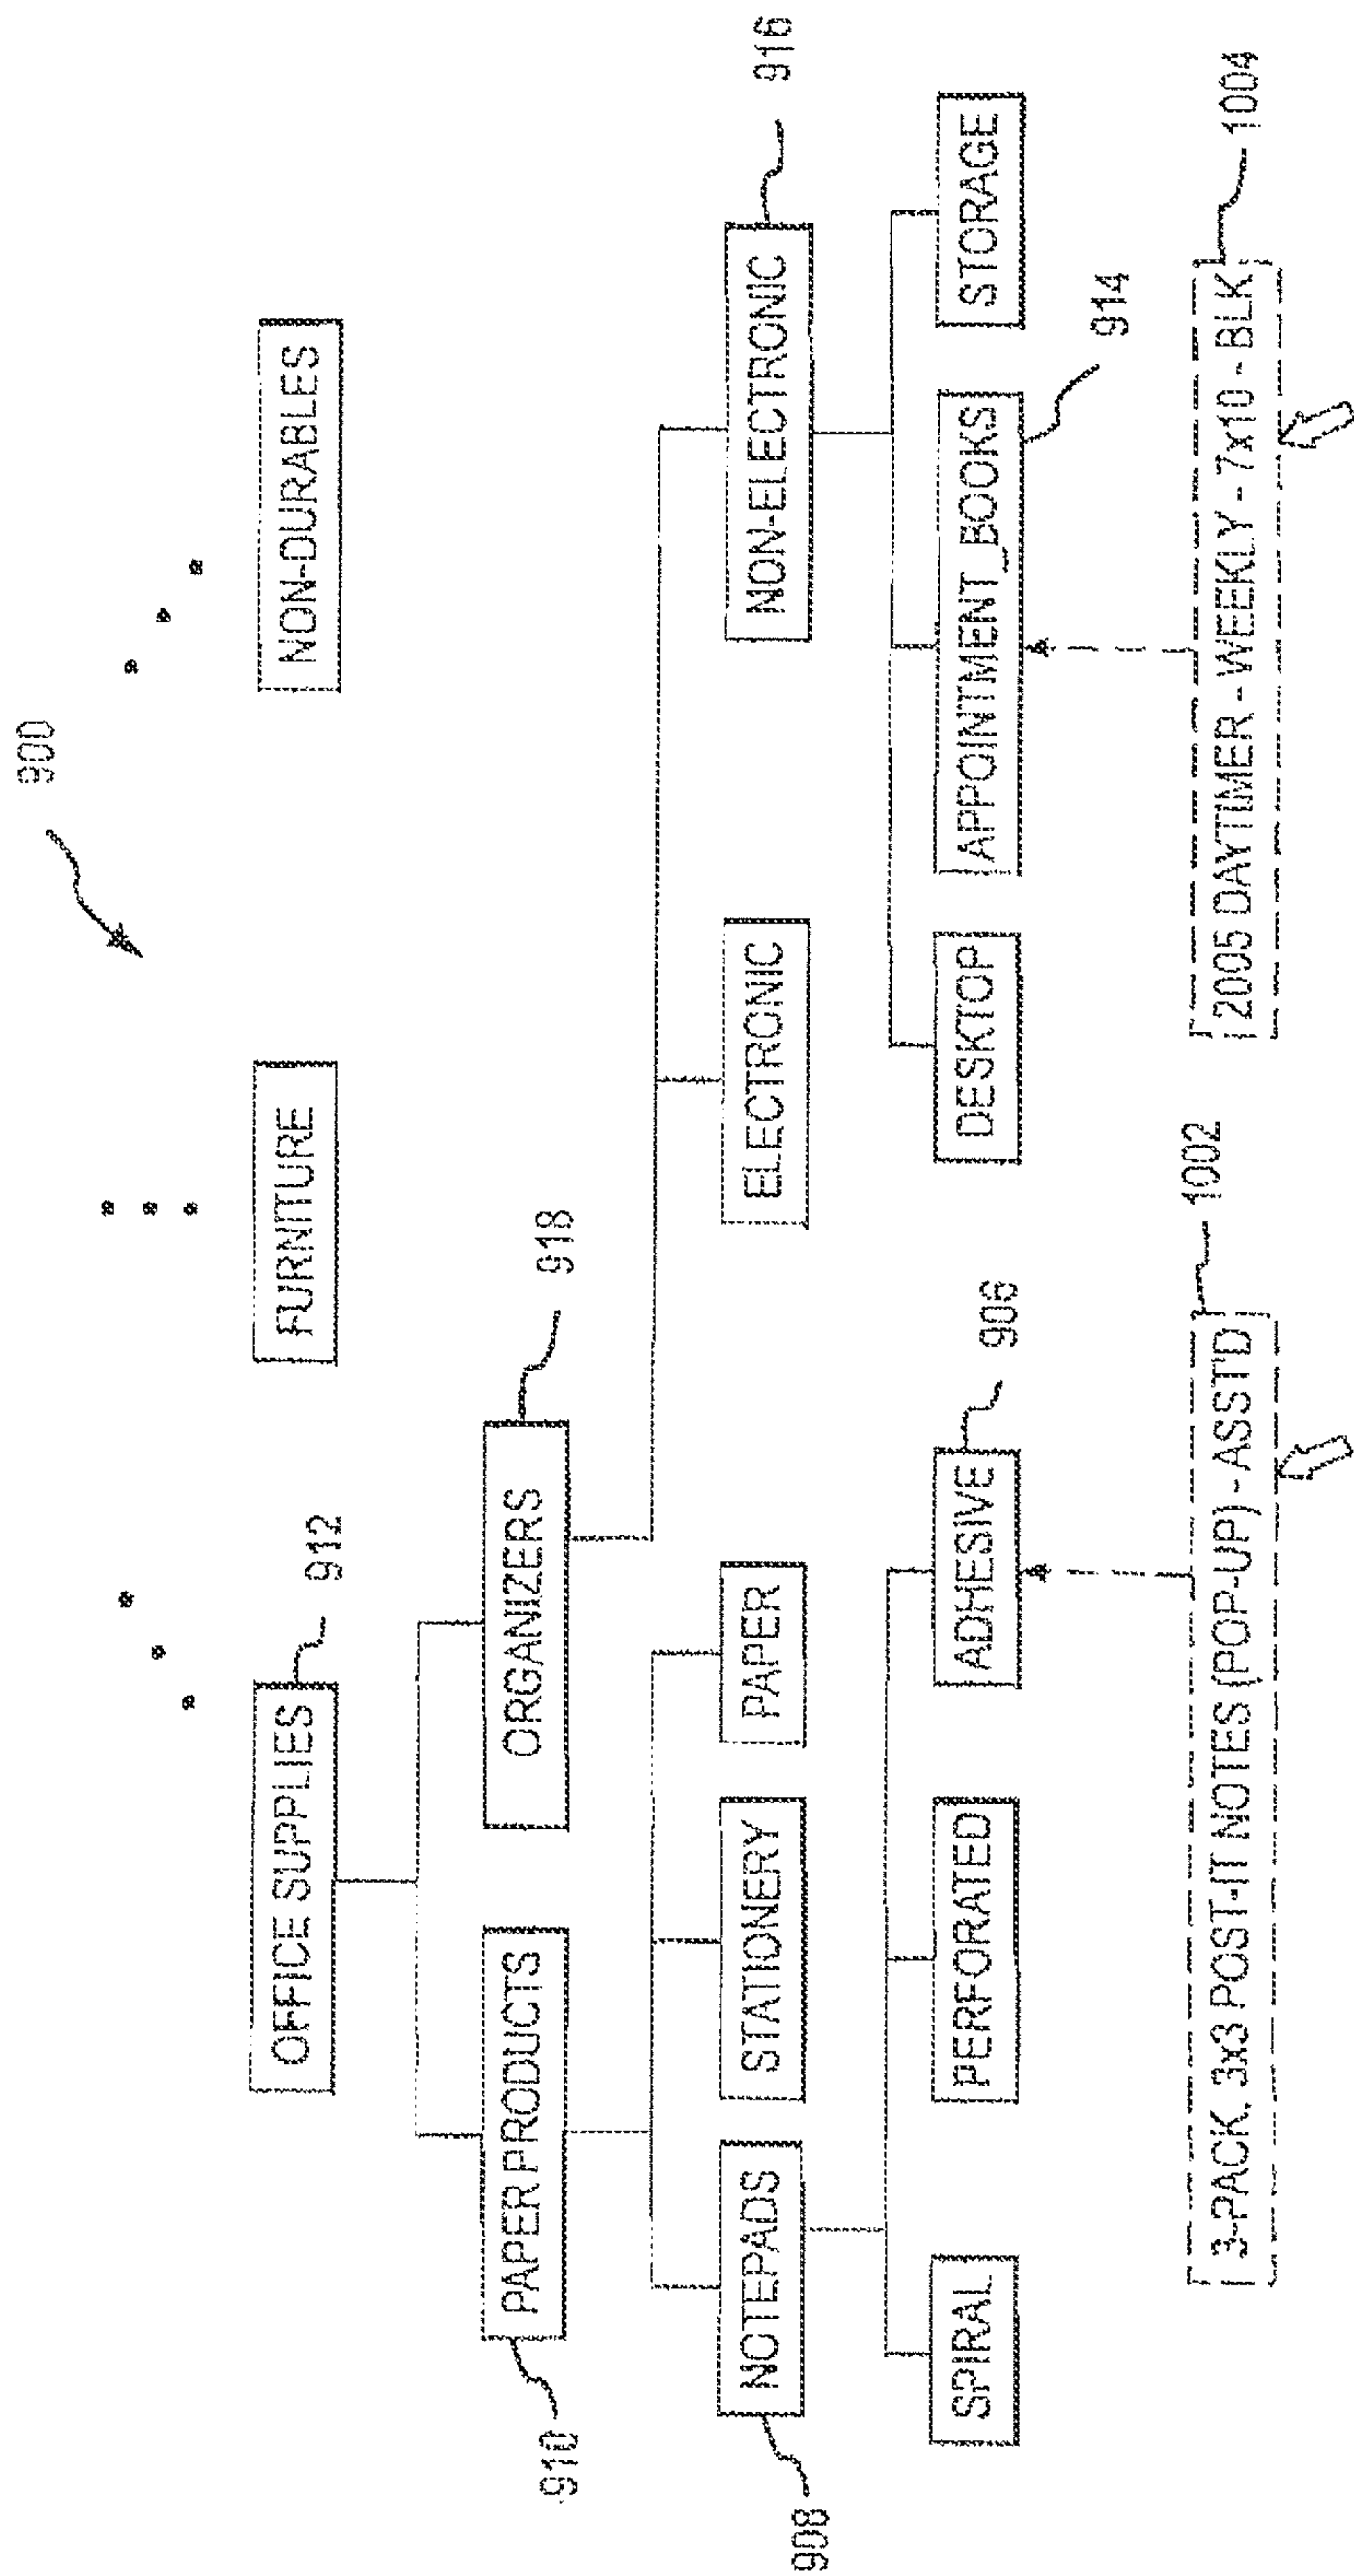 900
OFFICE SUPPLIES
912
FURNITURE
NON-DURABLES
910
PAPER PRODUCTS
ORGANIZERS
918
908
NOTEPADS
STATIONERY
PAPER
ELECTRONIC
NON-ELECTRONIC
916
SPIRAL
PERFORATED
ADHESIVE
906
DESKTOP
APPOINTMENT_BOOKS
914
STORAGE
3-PACK, 3x3 POST-IT NOTES (POP-UP) - ASST'D
1002
2005 DAYTIMER - WEEKLY - 7x10 - BLK
1004